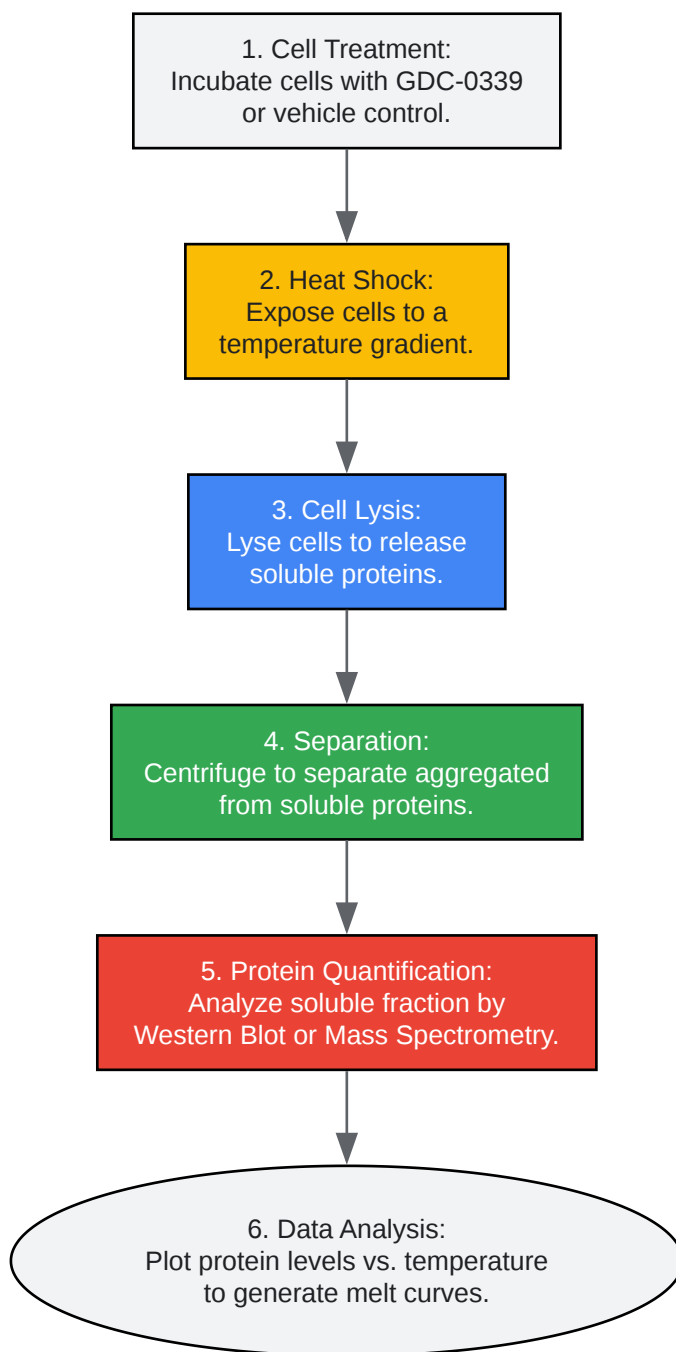 1. Cell Treatment:
Incubate cells with GDC-0339
or vehicle control.
2. Heat Shock:
Expose cells to a
temperature gradient.
3. Cell Lysis:
Lyse cells to release
soluble proteins.
4. Separation:
Centrifuge to separate aggregated
from soluble proteins.
5. Protein Quantification:
Analyze soluble fraction by
Western Blot or Mass Spectrometry.
6. Data Analysis:
Plot protein levels vs. temperature
to generate melt curves.